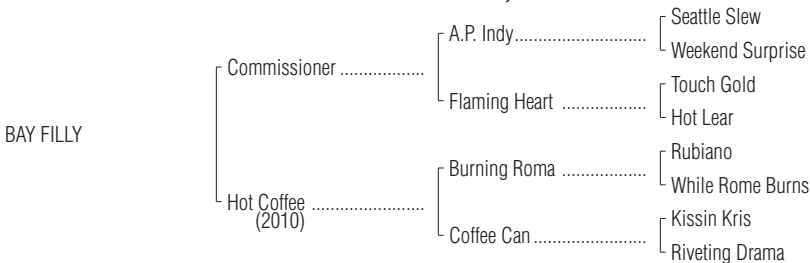 Seattle Slew
A.P. Indy............................
Weekend Surprise
Commissioner ..................
Touch Gold
Flaming Heart ..................
Hot Lear
BAY FILLY
Rubiano
Burning Roma ..................
While Rome Burns
Hot Coffee ........................
(2010)
Kissin Kris
Coffee Can........................
Riveting Drama